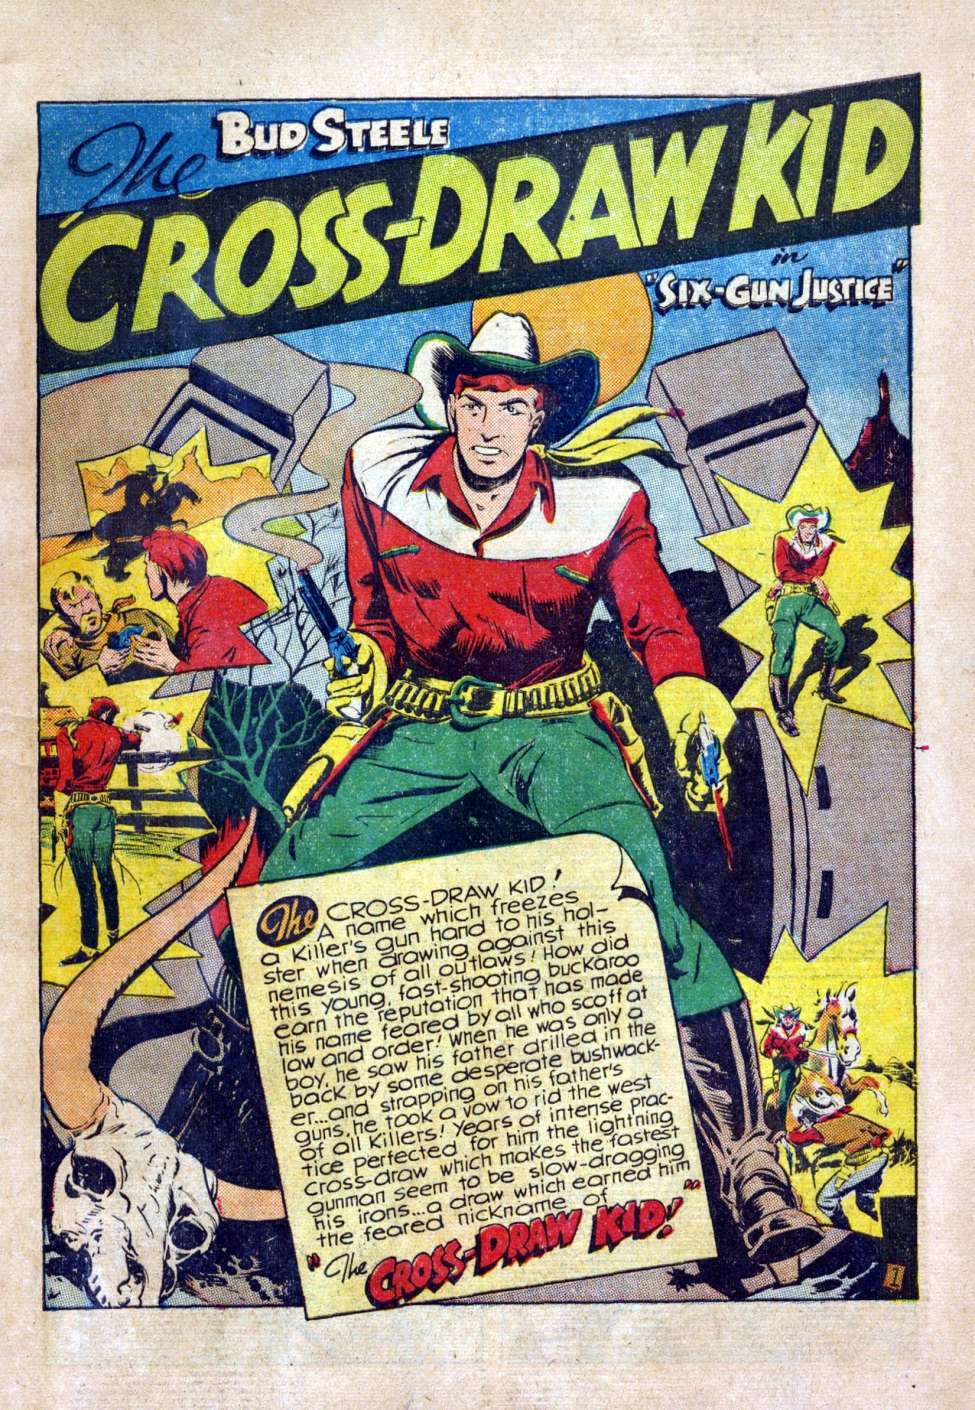 The BUD STEELE
CROSS-DRAW KID
in
"SIX-GUN JUSTICE"
The CROSS-DRAW KID!
A name which freezes
a killer's gun hand to his hol-
ster when drawing against this
nemesis of all outlaws! How did
this young, fast-shooting buckaroo
earn the reputation that has made
his name feared by all who scoff at
law and order! When he was only a
boy, he saw his father drilled in the
back by some desperate bushwack-
er...and strapping on his father's
guns, he took a vow to rid the west
of all killers! Years of intense prac-
tice perfected for him the lightning
cross-draw which makes the fastest
gunman seem to be slow-dragging
his irons...a draw which earned him
the feared nickname of
"The CROSS-DRAW KID!"
1